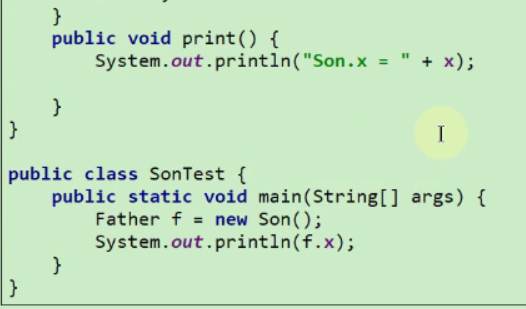 }
public void print() {
System.out.println("Son.x = " + x);
}
}
public class SonTest {
public static void main(String[] args) {
Father f = new Son();
System.out.println(f.x);
}
}